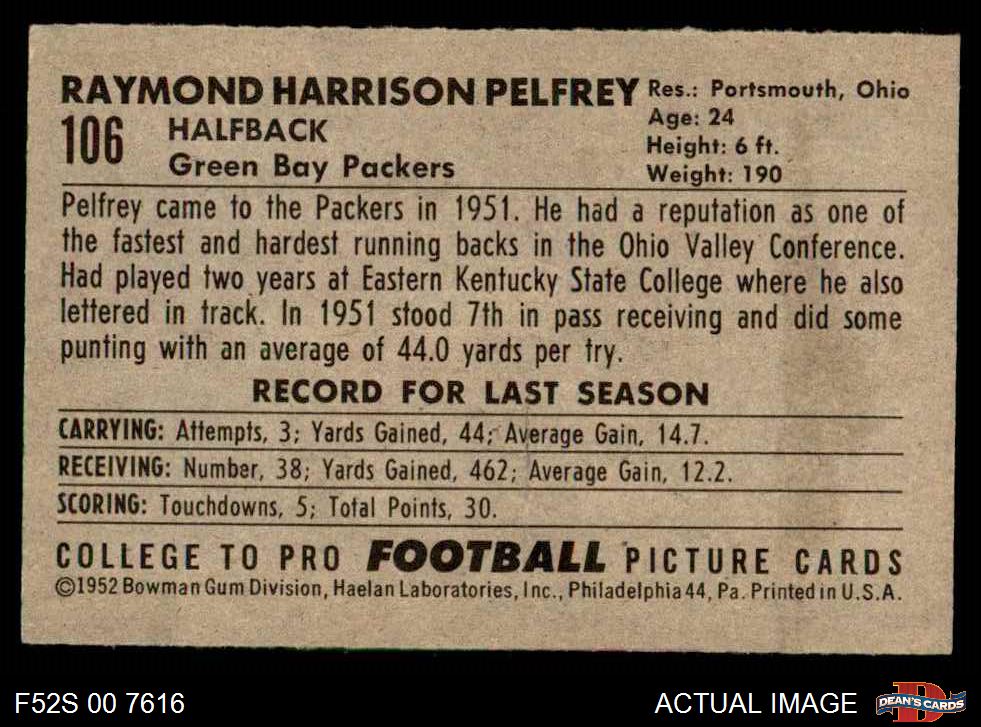 RAYMOND HARRISON PELFREY
Res.: Portsmouth, Ohio
106
HALFBACK
Age: 24
Height: 6 ft.
Green Bay Packers
Weight: 190
Pelfrey came to the Packers in 1951. He had a reputation as one of
the fastest and hardest running backs in the Ohio Valley Conference.
Had played two years at Eastern Kentucky State College where he also
lettered in track. In 1951 stood 7th in pass receiving and did some
punting with an average of 44.0 yards per try.
RECORD FOR LAST SEASON
CARRYING: Attempts, 3; Yards Gained, 44; Average Gain, 14.7.
RECEIVING: Number, 38; Yards Gained, 462; Average Gain, 12.2.
SCORING: Touchdowns, 5; Total Points, 30.
COLLEGE TO PRO FOOTBALL PICTURE CARDS
©1952 Bowman Gum Division, Haelan Laboratories, Inc., Philadelphia 44, Pa. Printed in U.S.A.
F52S 00 7616
ACTUAL IMAGE
D
DEAN'S CARDS